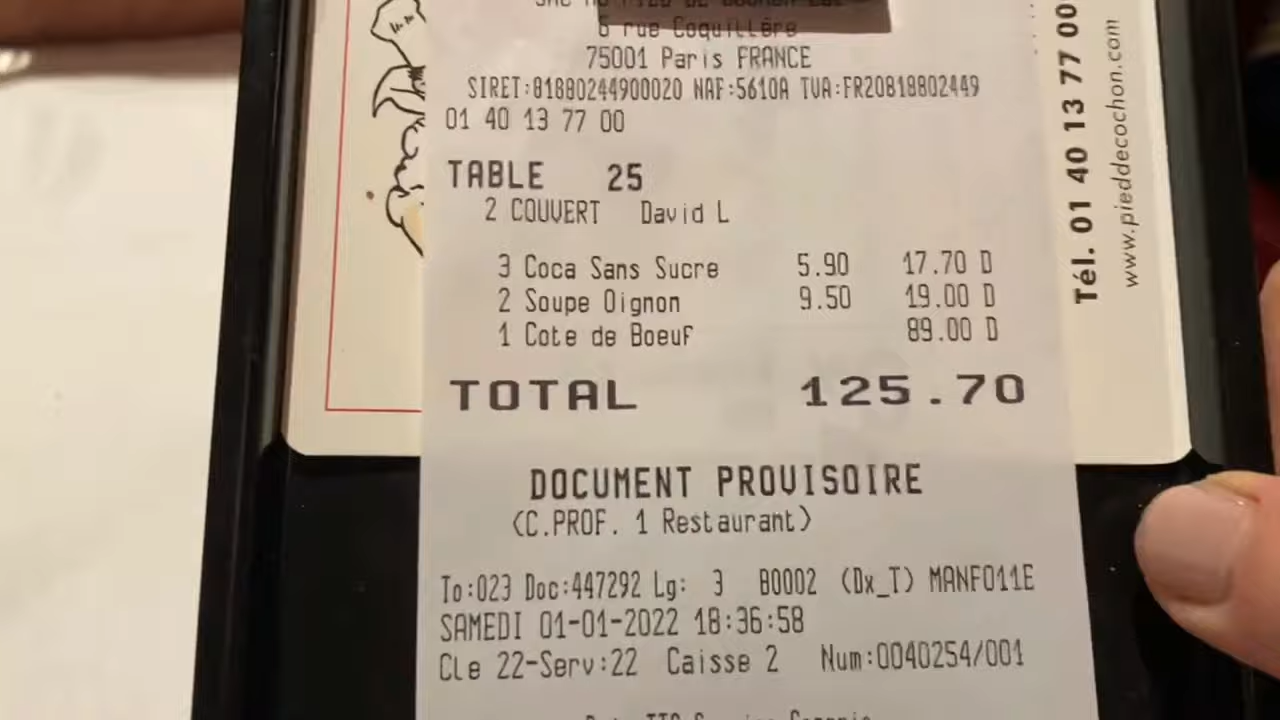 6 rue Coquillère
75001 Paris FRANCE
SIRET:81880244900020 NAF:5610A TVA:FR20818802449
01 40 13 77 00
TABLE 25
2 COUVERT David L
3 Coca Sans Sucre 5.90 17.70 D
2 Soupe Oignon 9.50 19.00 D
1 Cote de Boeuf 89.00 D
TOTAL 125.70
DOCUMENT PROVISOIRE
(C.PROF. 1 Restaurant)
To:023 Doc:447292 Lg: 3 B0002 (Dx_T) MANF011E
SAMEDI 01-01-2022 18:36:58
Cle 22-Serv:22 Caisse 2 Num:0040254/001
Tél. 01 40 13 77 00
www.pieddecochon.com